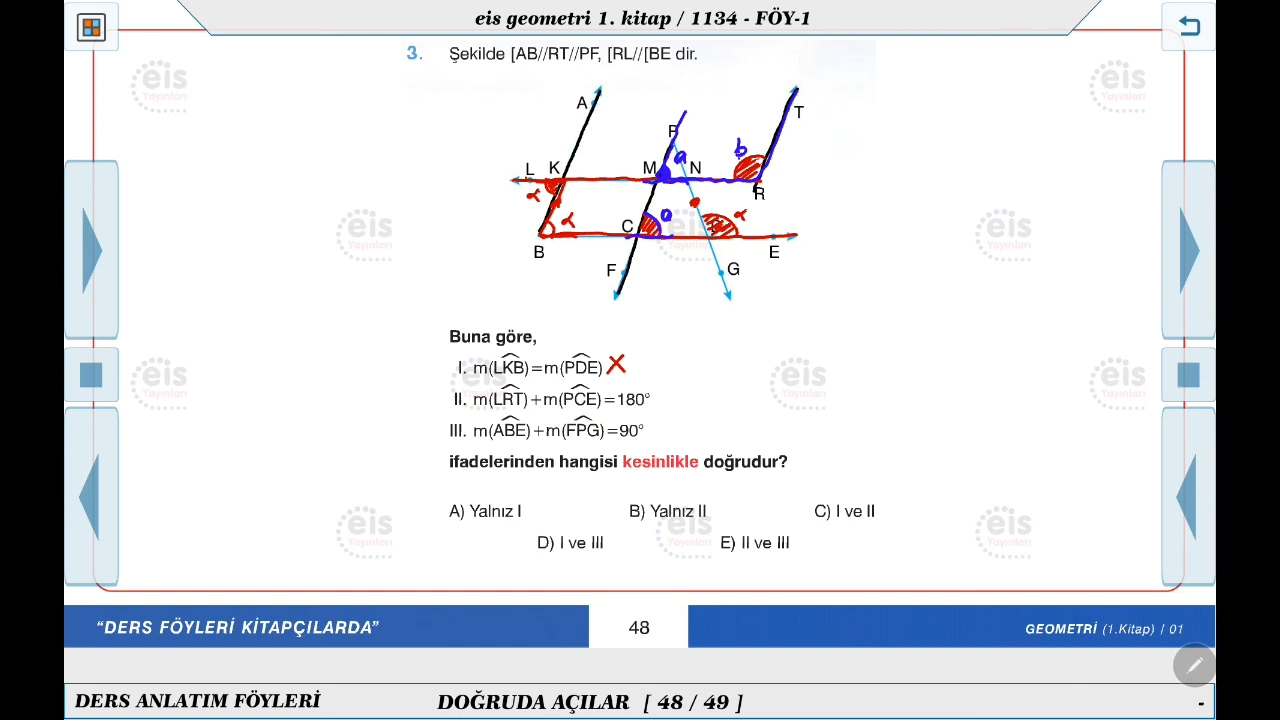 eis geometri 1. kitap / 1134 - FÖY-1
3. Şekilde [AB//RT//PF, [RL//[BE dir.
A
T
P
a
b
L K M N
R
α
α
C
a
α
B
E
F
G
Buna göre,
I. m(LKB)=m(PDE) X
II. m(LRT)+m(PCE)=180°
III. m(ABE)+m(FPG)=90°
ifadelerinden hangisi kesinlikle doğrudur?
A) Yalnız I B) Yalnız II C) I ve II
D) I ve III E) II ve III
eis Yayınları
“DERS FÖYLERİ KİTAPÇILARDA” 48 GEOMETRİ (1.Kitap) / 01
DERS ANLATIM FÖYLERİ DOĞRUDA AÇILAR [ 48 / 49 ] -